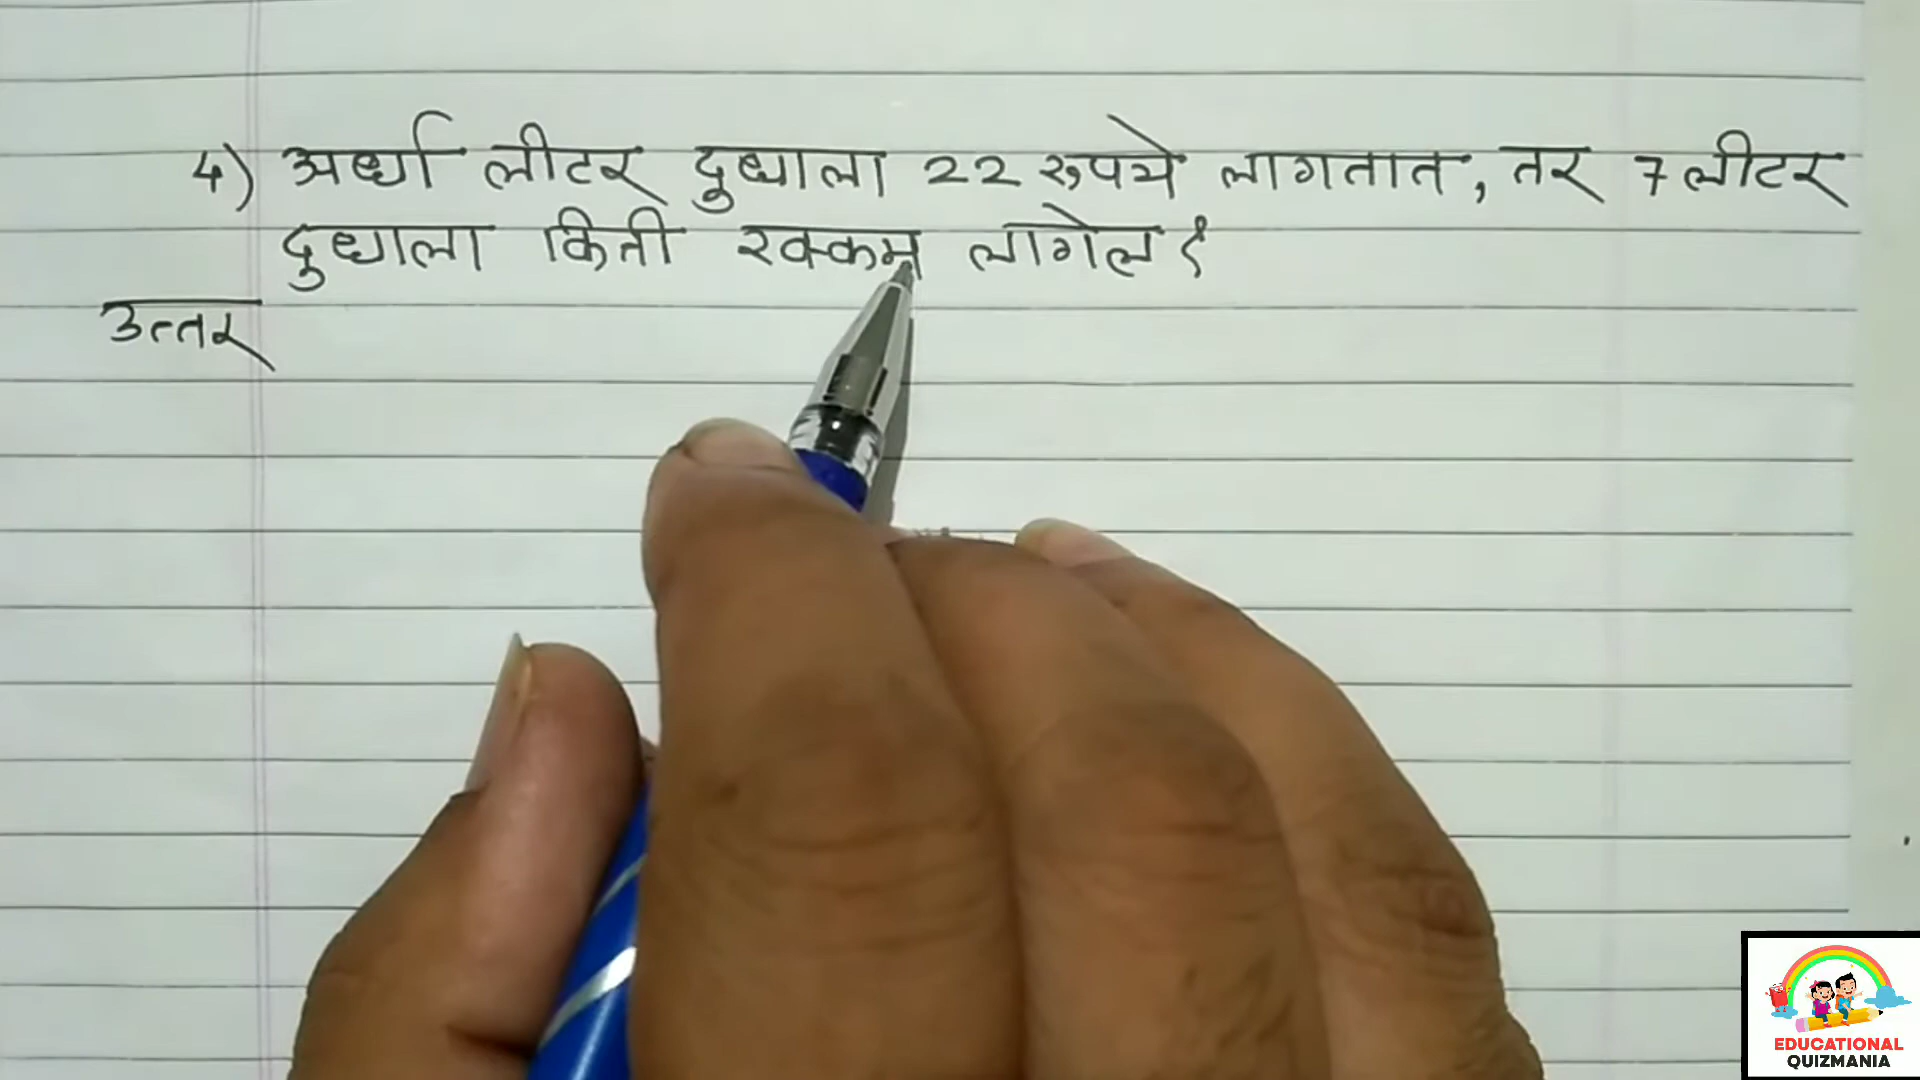 4) अर्धा लीटर दुधाला 22 रुपये लागतात, तर 7 लीटर
दुधाला किती रक्कम लागेल?
उत्तर
EDUCATIONAL
QUIZMANIA